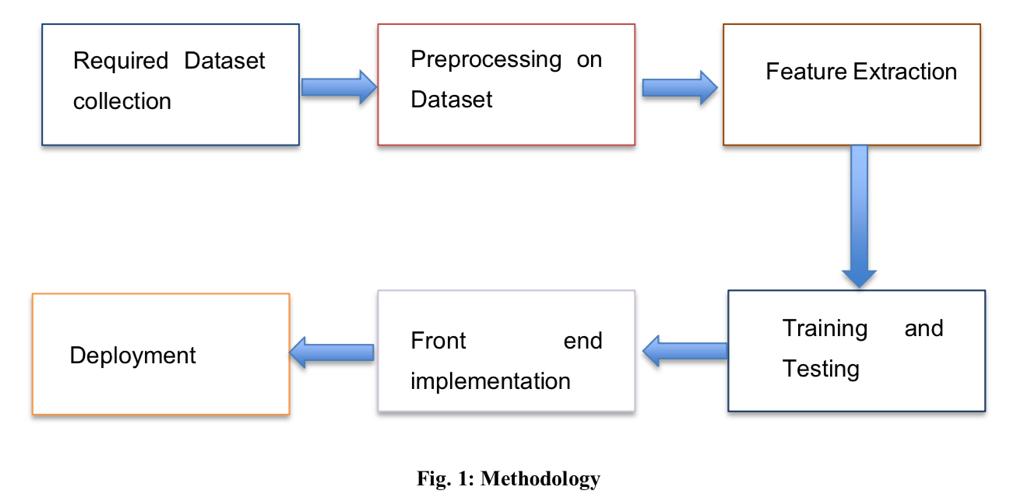 Required Dataset
collection
Preprocessing on
Dataset
Feature Extraction
Training and
Testing
Front end
implementation
Deployment
Fig. 1: Methodology